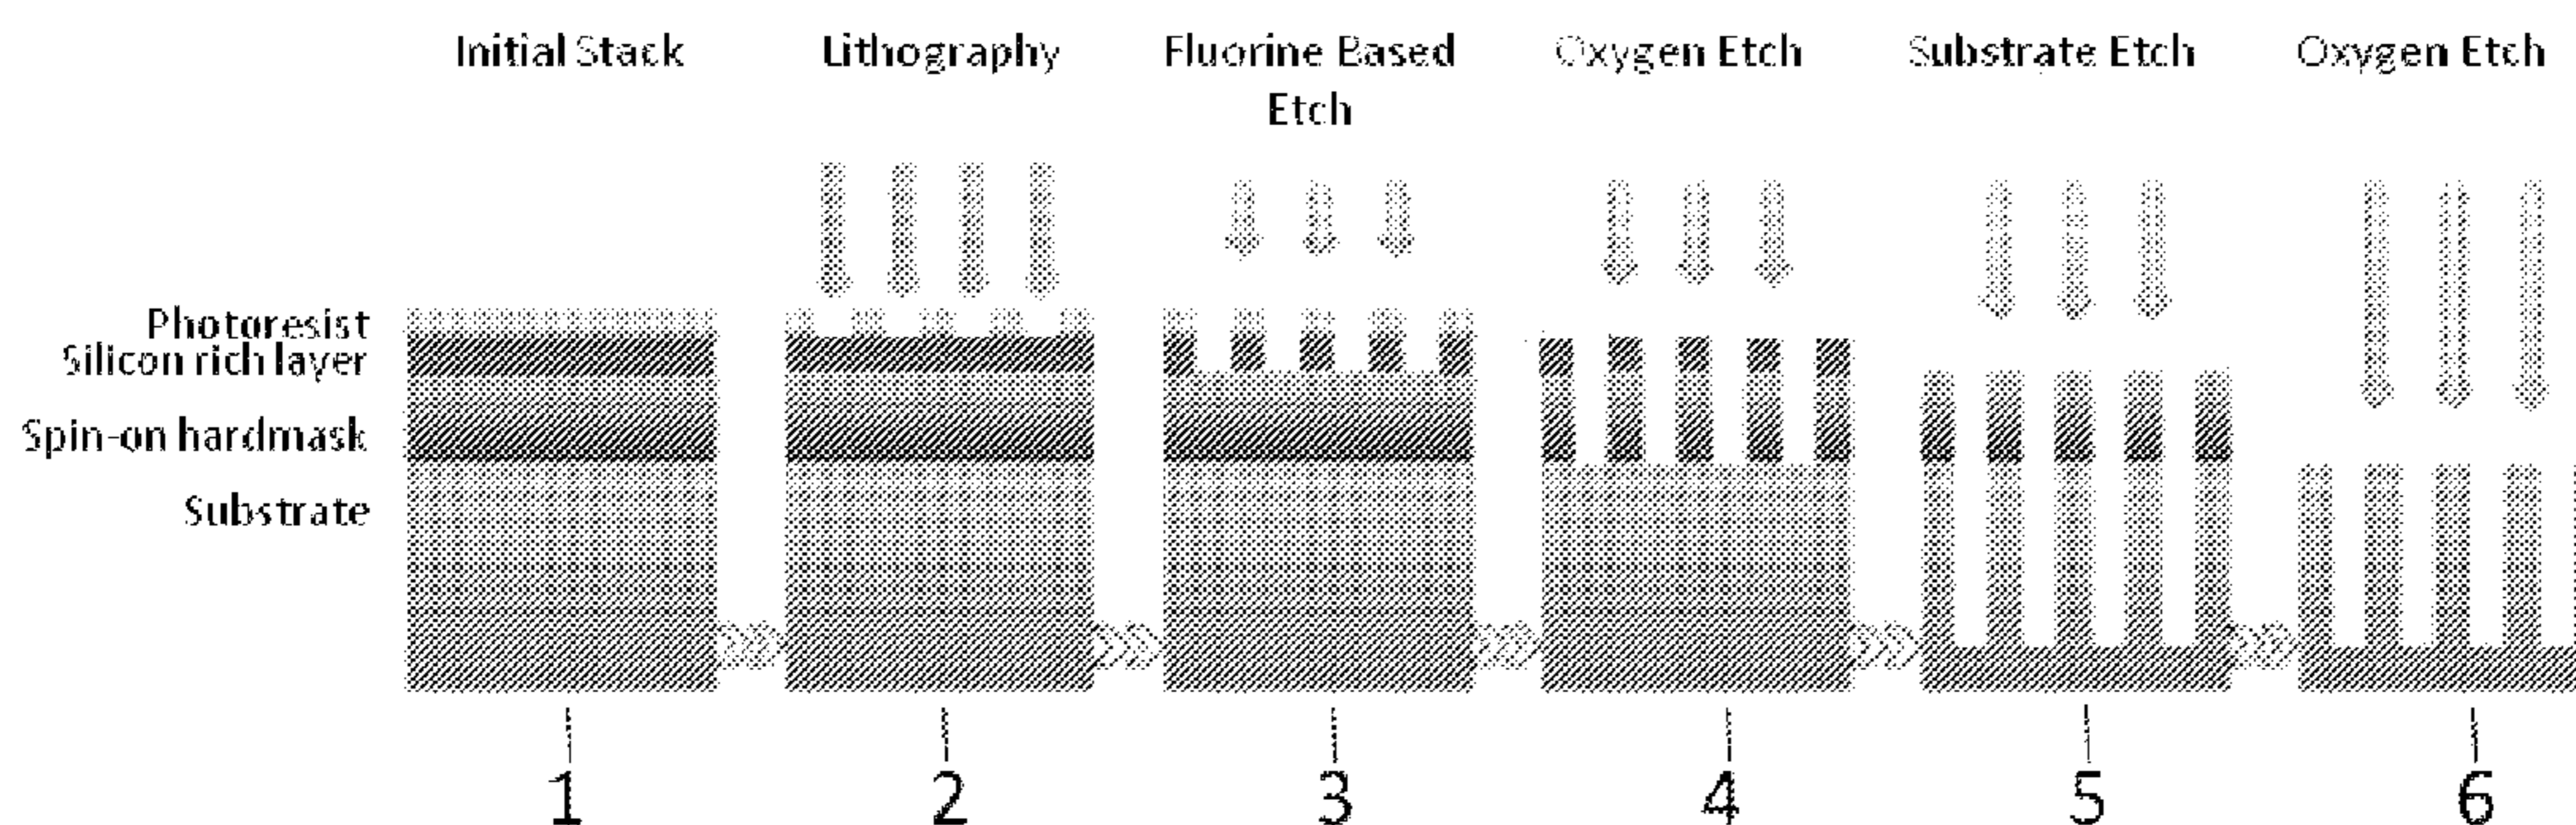 Initial Stack
Lithography
Fluorine Based
Etch
Oxygen Etch
Substrate Etch
Oxygen Etch
Photoresist
Silicon rich layer
Spin-on hardmask
Substrate
1
2
3
4
5
6